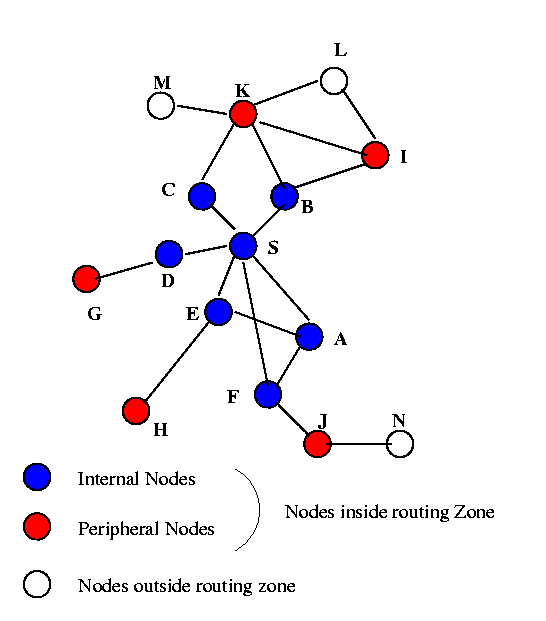 L
M
K
I
C
B
S
D
G
E
A
F
J
N
H
Internal Nodes
Nodes inside routing Zone
Peripheral Nodes
Nodes outside routing zone